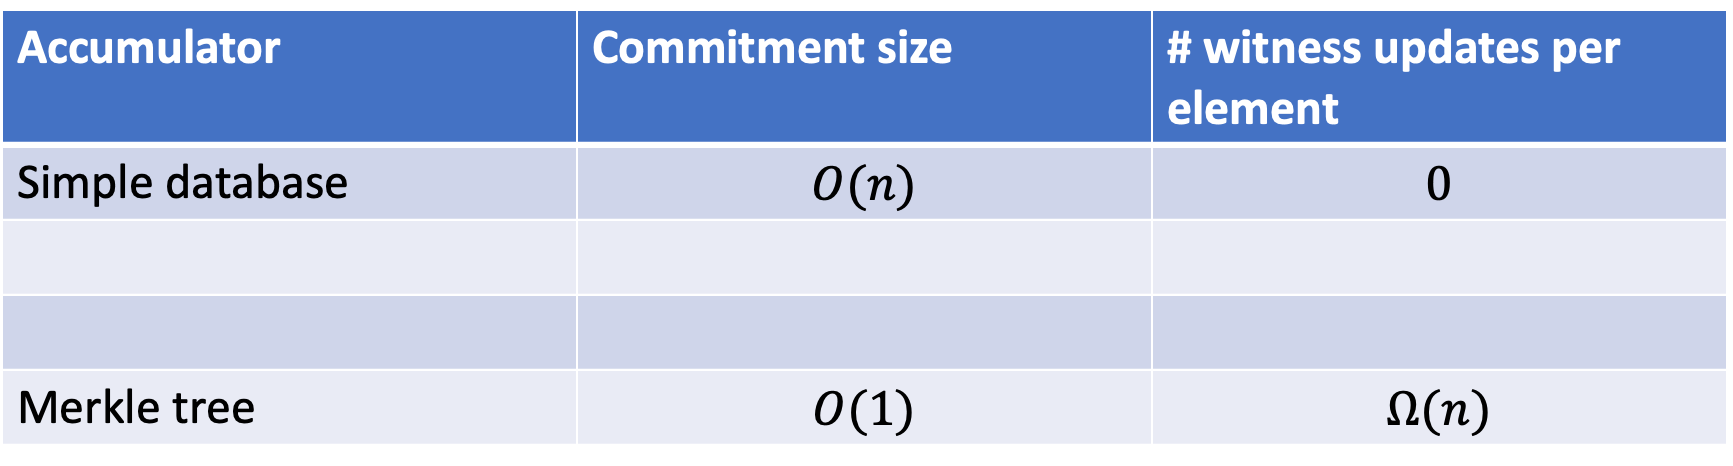 Accumulator
Commitment size
# witness updates per
element
Simple database
O(n)
0
Merkle tree
O(1)
Ω(n)